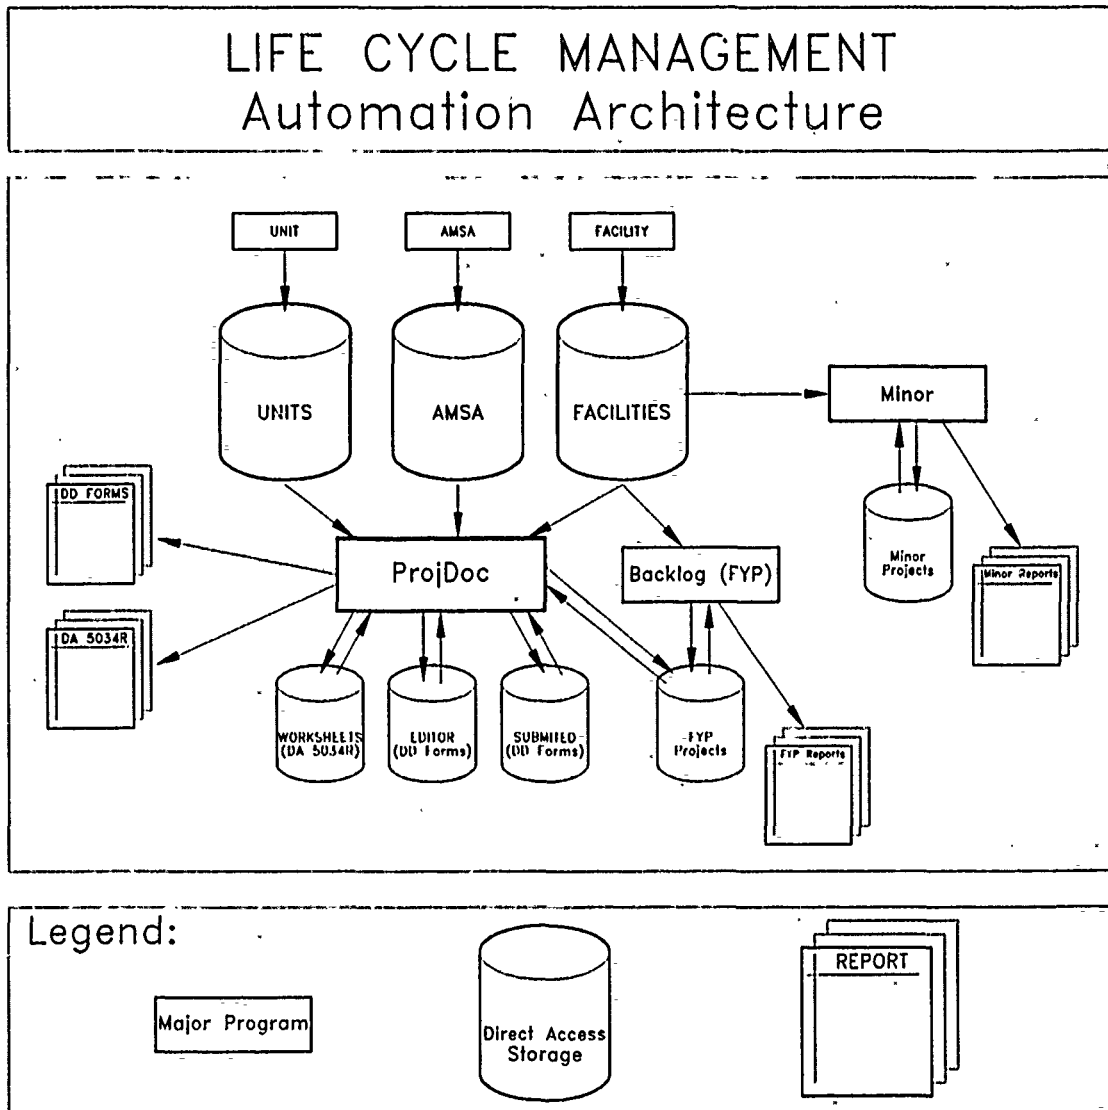 LIFE CYCLE MANAGEMENT
Automation Architecture
UNIT
AMSA
FACILITY
UNITS
AMSA
FACILITIES
Minor
DD FORMS
ProjDoc
Backlog (FYP)
Minor
Projects
Minor Reports
DA 5034R
WORKSHEETS
(DA 5034R)
EDITOR
(DD Forms)
SUBMITED
(DD Forms)
FYP
Projects
FYP Reports
Legend:
Major Program
Direct Access
Storage
REPORT